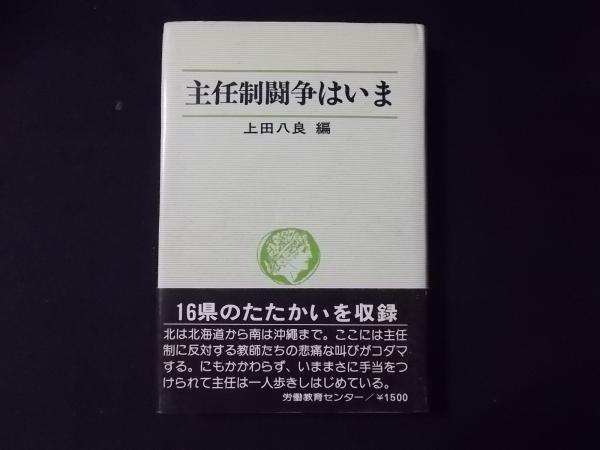 主任制闘争はいま
上田八良 編
16県のたたかいを収録
北は北海道から南は沖縄まで。ここには主任
制に反対する教師たちの悲痛な叫びがコダマ
する。にもかかわらず、いままさに手当をつ
けられて主任は一人歩きしはじめている。
労働教育センター/¥1500